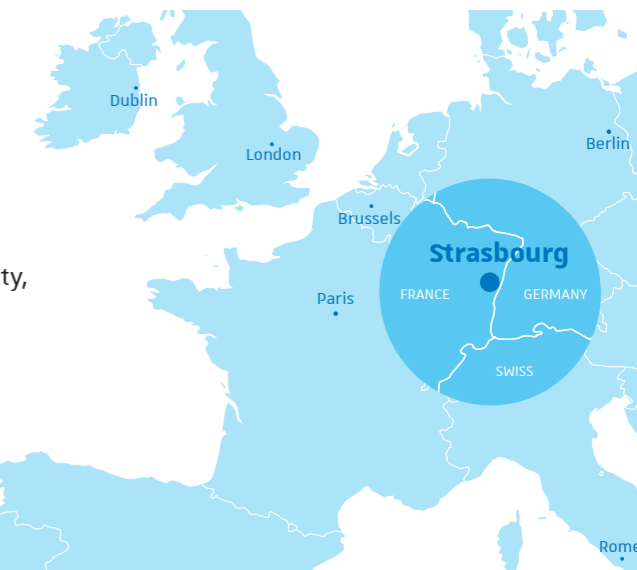 Dublin
London
Berlin
Brussels
Strasbourg
ty,
Paris
FRANCE
GERMANY
SWISS
Rome